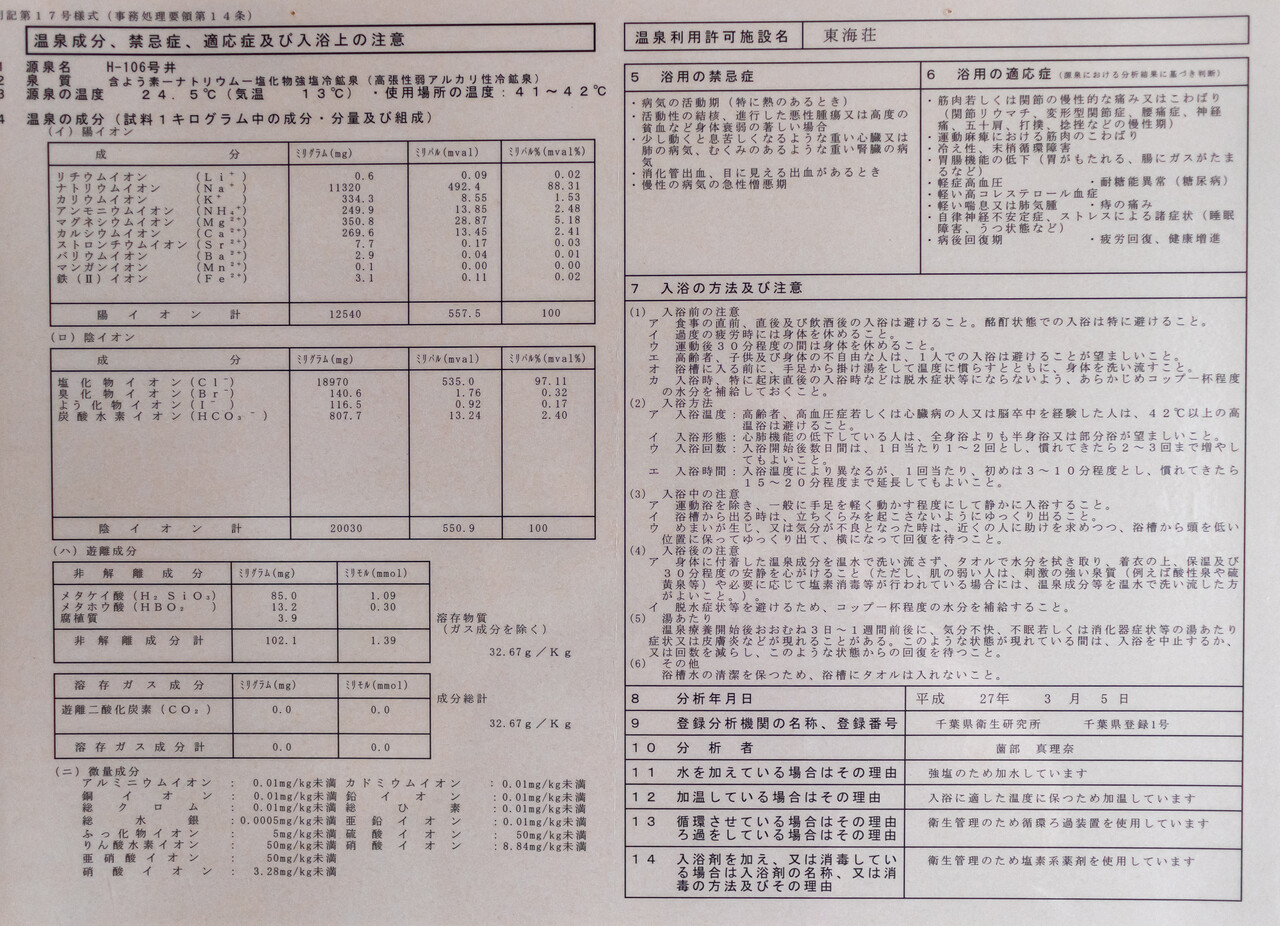 記第１７号様式（事務処理要領第１４条）
温泉成分、禁忌症、適応症及び入浴上の注意
1 源泉名 H-106号井
2 泉質 含よう素ーナトリウムー塩化物強塩冷鉱泉（高張性弱アルカリ性冷鉱泉）
3 源泉の温度 ２４．５℃（気温 １３℃）・使用場所の温度：４１～４２℃
4 温泉の成分（試料１キログラム中の成分・分量及び組成）
（イ）陽イオン
成分 ﾐﾘｸﾞﾗﾑ(mg) ﾐﾘﾊﾞﾙ(mval) ﾐﾘﾊﾞﾙ%(mval%)
リチウムイオン (Li⁺) 0.6 0.09 0.02
ナトリウムイオン (Na⁺) 11320 492.4 88.31
カリウムイオン (K⁺) 334.3 8.55 1.53
アンモニウムイオン (NH₄⁺) 249.9 13.85 2.48
マグネシウムイオン (Mg²⁺) 350.8 28.87 5.18
カルシウムイオン (Ca²⁺) 269.6 13.45 2.41
ストロンチウムイオン (Sr²⁺) 7.7 0.17 0.03
バリウムイオン (Ba²⁺) 2.9 0.04 0.01
マンガンイオン (Mn²⁺) 0.1 0.00 0.00
鉄（Ⅱ）イオン (Fe²⁺) 3.1 0.11 0.02
陽イオン計 12540 557.5 100
（ロ）陰イオン
成分 ﾐﾘｸﾞﾗﾑ(mg) ﾐﾘﾊﾞﾙ(mval) ﾐﾘﾊﾞﾙ%(mval%)
塩化物イオン(Cl⁻) 18970 535.0 97.11
臭化物イオン(Br⁻) 140.6 1.76 0.32
よう化物イオン(I⁻) 116.5 0.92 0.17
炭酸水素イオン(HCO₃⁻) 807.7 13.24 2.40
陰イオン計 20030 550.9 100
（ハ）遊離成分
非解離成分 ﾐﾘｸﾞﾗﾑ(mg) ﾐﾘﾓﾙ(mmol)
メタケイ酸(H₂SiO₃) 85.0 1.09
メタホウ酸(HBO₂) 13.2 0.30
腐植質 3.9
非解離成分計 102.1 1.39
溶存物質
（ガス成分を除く）
32.67ｇ／Ｋｇ
溶存ガス成分 ﾐﾘｸﾞﾗﾑ(mg) ﾐﾘﾓﾙ(mmol)
遊離二酸化炭素(CO₂) 0.0 0.0
溶存ガス成分計 0.0 0.0
成分総計
32.67ｇ／Ｋｇ
（ニ）微量成分
アルミニウムイオン ： 0.01mg/kg未満 カドミウムイオン ： 0.01mg/kg未満
銅イオン ： 0.01mg/kg未満 鉛イオン ： 0.01mg/kg未満
総クロム ： 0.01mg/kg未満 総ひ素 ： 0.01mg/kg未満
総水銀 ： 0.0005mg/kg未満 亜鉛イオン ： 0.01mg/kg未満
ふっ化物イオン ： 5mg/kg未満 硫酸イオン ： 50mg/kg未満
りん酸水素イオン ： 50mg/kg未満 硝酸イオン ： 8.84mg/kg未満
亜硝酸イオン ： 50mg/kg未満
硝酸イオン ： 3.28mg/kg未満
温泉利用許可施設名 東海荘
5 浴用の禁忌症
・病気の活動期（特に熱のあるとき）
・活動性の結核、進行した悪性腫瘍又は高度の
貧血など身体衰弱の著しい場合
・少し動くと息苦しくなるような重い心臓又は
肺の病気、むくみのあるような重い腎臓の病
気
・消化管出血、目に見える出血があるとき
・慢性の病気の急性憎悪期
6 浴用の適応症（源泉における分析結果に基づき判断）
・筋肉若しくは関節の慢性的な痛み又はこわばり
（関節リウマチ、変形型関節症、腰痛症、神経
痛、五十肩、打撲、捻挫などの慢性期）
・運動麻痺における筋肉のこわばり
・冷え性、末梢循環障害
・胃腸機能の低下（胃がもたれる、腸にガスがたま
るなど）
・軽症高血圧 ・耐糖能異常（糖尿病）
・軽い高コレステロール血症
・軽い喘息又は肺気腫 ・痔の痛み
・自律神経不安定症、ストレスによる諸症状（睡眠
障害、うつ状態など）
・病後回復期 ・疲労回復、健康増進
7 入浴の方法及び注意
(1) 入浴前の注意
ア 食事の直前、直後及び飲酒後の入浴は避けること。酩酊状態での入浴は特に避けること。
イ 過度の疲労時には身体を休めること。
ウ 運動後３０分程度の間は身体を休めること。
エ 高齢者、子供及び身体の不自由な人は、１人での入浴は避けることが望ましいこと。
オ 浴槽に入る前に、手足から掛け湯をして温度に慣らすとともに、身体を洗い流すこと。
カ 入浴時、特に起床直後の入浴時などは脱水症状等にならないよう、あらかじめコップ一杯程度
の水分を補給しておくこと。
(2) 入浴方法
ア 入浴温度：高齢者、高血圧症若しくは心臓病の人又は脳卒中を経験した人は、４２℃以上の高
温浴は避けること。
イ 入浴形態：心肺機能の低下している人は、全身浴よりも半身浴又は部分浴が望ましいこと。
ウ 入浴回数：入浴開始後数日間は、１日当たり１～２回とし、慣れてきたら２～３回まで増やし
てもよいこと。
エ 入浴時間：入浴温度により異なるが、１回当たり、初めは３～１０分程度とし、慣れてきたら
１５～２０分程度まで延長してもよいこと。
(3) 入浴中の注意
ア 運動浴を除き、一般に手足を軽く動かす程度にして静かに入浴すること。
イ 浴槽から出る時は、立ちくらみを起こさないようにゆっくり出ること。
ウ めまいが生じ、又は気分が不良となった時は、近くの人に助けを求めつつ、浴槽から頭を低い
位置に保ってゆっくり出て、横になって回復を待つこと。
(4) 入浴後の注意
ア 身体に付着した温泉成分を温水で洗い流さず、タオルで水分を拭き取り、着衣の上、保温及び
３０分程度の安静を心がけること（ただし、肌の弱い人は、刺激の強い泉質（例えば酸性泉や硫
黄泉等）や必要に応じて塩素消毒等が行われている場合には、温泉成分等を温水で洗い流した方
がよいこと。）。
イ 脱水症状等を避けるため、コップ一杯程度の水分を補給すること。
(5) 湯あたり
温泉療養開始後おおむね３日～１週間前後に、気分不快、不眠若しくは消化器症状等の湯あたり
症状又は皮膚炎などが現れることがある。このような状態が現れている間は、入浴を中止するか、
又は回数を減らし、このような状態からの回復を待つこと。
(6) その他
浴槽水の清潔を保つため、浴槽にタオルは入れないこと。
8 分析年月日 平成 27年 3月 5日
9 登録分析機関の名称、登録番号 千葉県衛生研究所 千葉県登録1号
10 分析者 薗部 真理奈
11 水を加えている場合はその理由 強塩のため加水しています
12 加温している場合はその理由 入浴に適した温度に保つため加温しています
13 循環させている場合はその理由 衛生管理のため循環ろ過装置を使用しています
ろ過をしている場合はその理由
14 入浴剤を加え、又は消毒してい 衛生管理のため塩素系薬剤を使用しています
る場合は入浴剤の名称、又は消
毒の方法及びその理由